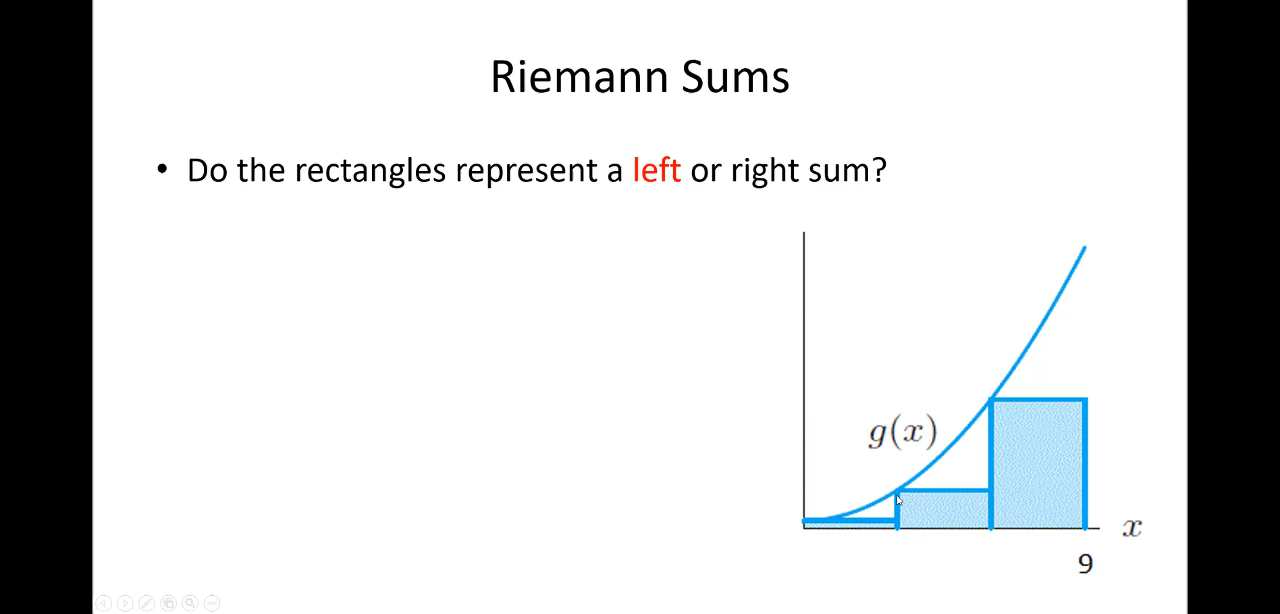 Riemann Sums
• Do the rectangles represent a left or right sum?
g(x)
x
9